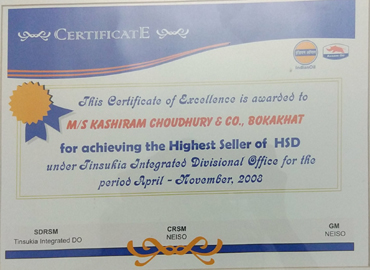 CERTIFICATE
This Certificate of Excellence is awarded to
M/S KASHIRAM CHOUDHURY & CO., BOKAKHAT
for achieving the Highest Seller of HSD
under Tinsukia Integrated Divisional Office for the
period April - November, 2008
SDRSM
Tinsukia Integrated DO
CRSM
NEISO
GM
NEISO